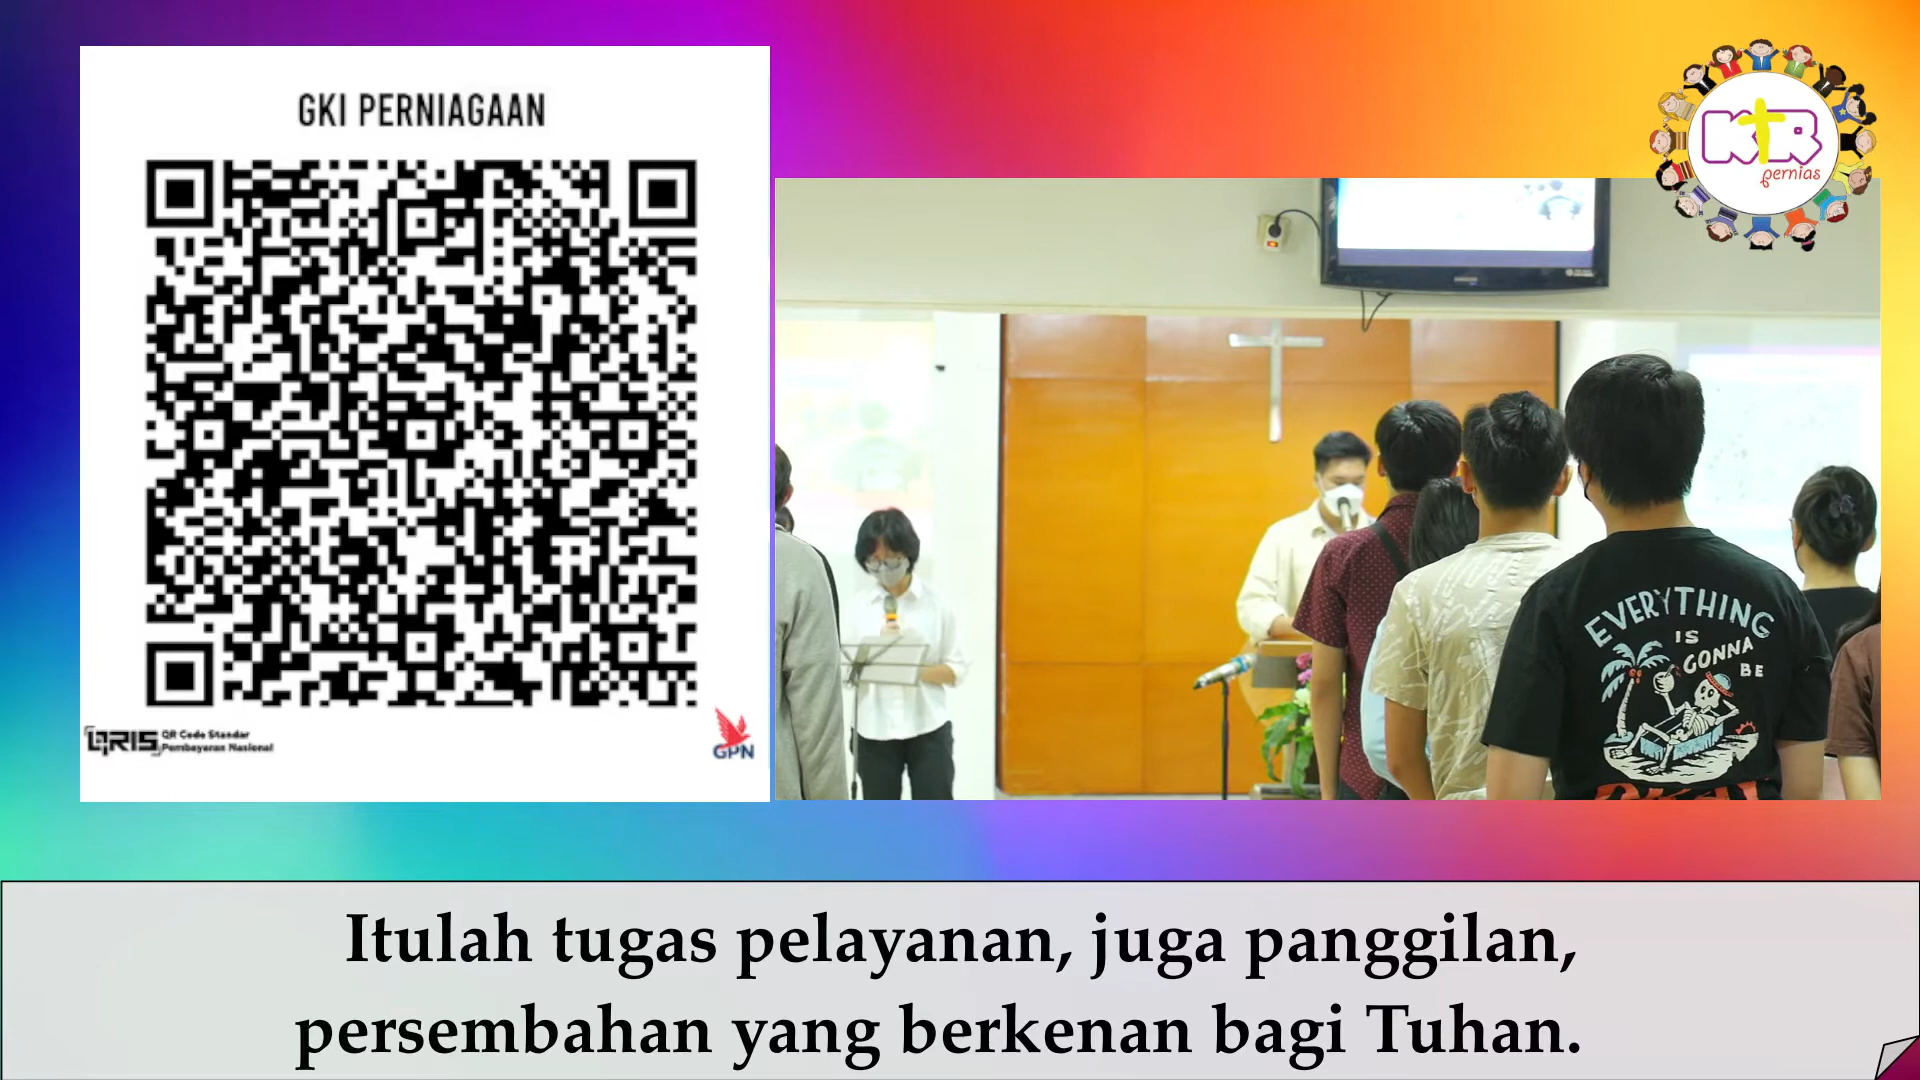 GKI PERNIAGAAN
QRIS QR Code Standar
Pembayaran Nasional
GPN
KTR
pernias
EVERYTHING
IS
GONNA
BE
Itulah tugas pelayanan, juga panggilan,
persembahan yang berkenan bagi Tuhan.